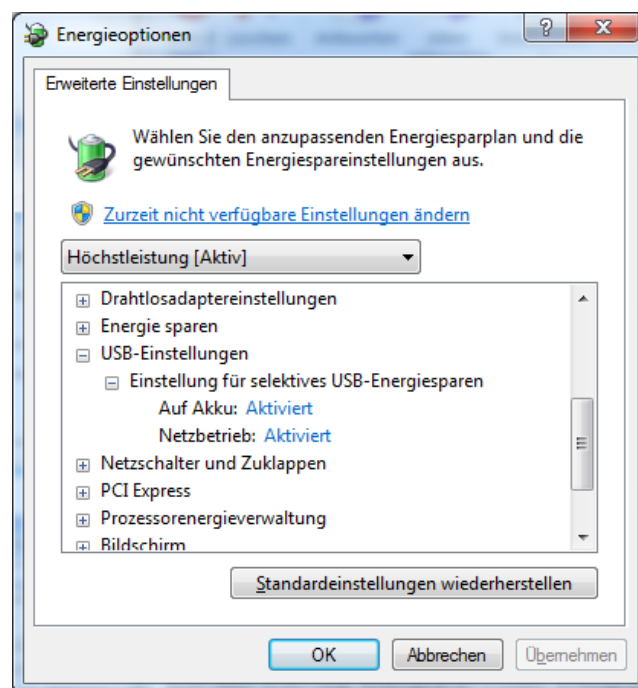 Energieoptionen
Erweiterte Einstellungen
Wählen Sie den anzupassenden Energiesparplan und die
gewünschten Energiespareinstellungen aus.
Zurzeit nicht verfügbare Einstellungen ändern
Höchstleistung [Aktiv]
Drahtlosadaptereinstellungen
Energie sparen
USB-Einstellungen
Einstellung für selektives USB-Energiesparen
Auf Akku: Aktiviert
Netzbetrieb: Aktiviert
Netzschalter und Zuklappen
PCI Express
Prozessorenergieverwaltung
Bildschirm
Standardeinstellungen wiederherstellen
OK Abbrechen Übernehmen